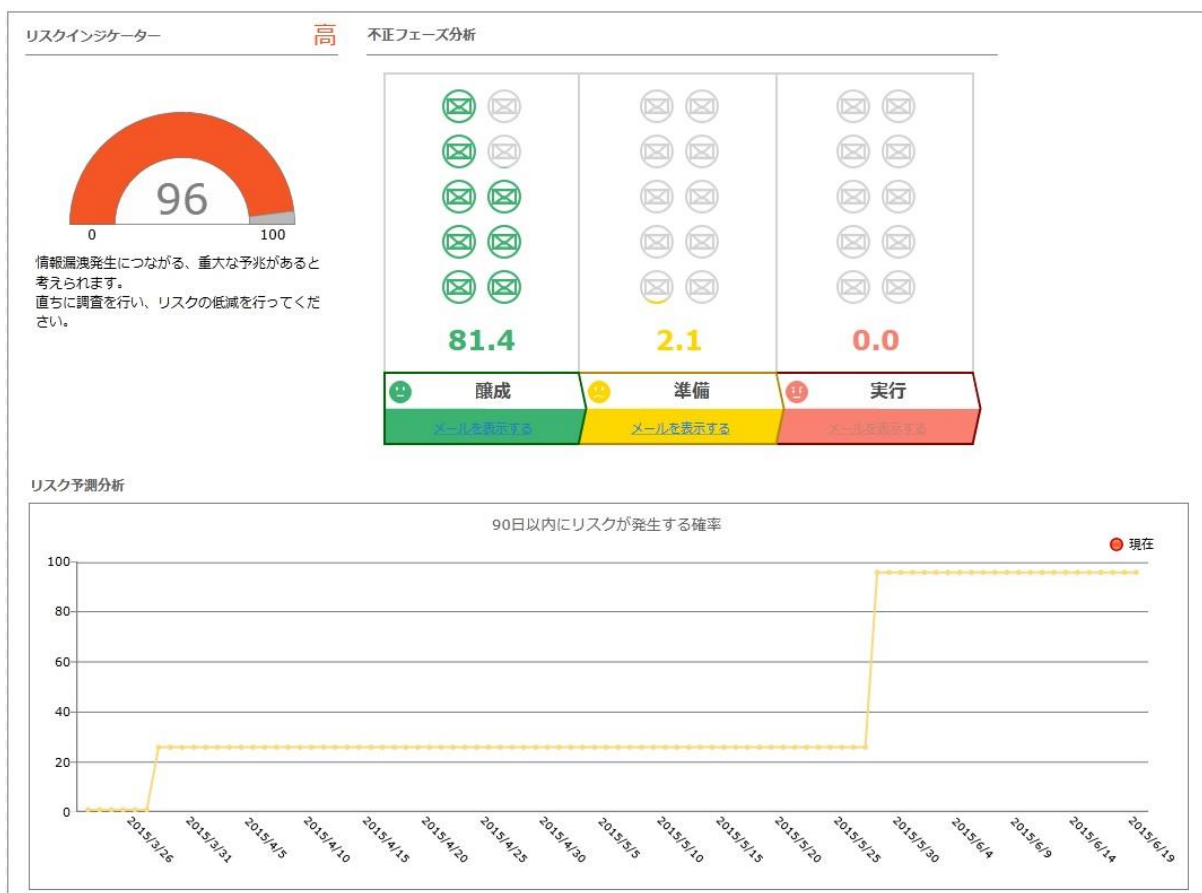 リスクインジケーター
高
96
0
100
情報漏洩発生につながる、重大な予兆があると
考えられます。
直ちに調査を行い、リスクの低減を行ってくだ
さい。
不正フェーズ分析
81.4
2.1
0.0
醸成
準備
実行
メールを表示する
メールを表示する
メールを表示する
リスク予測分析
90日以内にリスクが発生する確率
現在
100
80
60
40
20
0
2015/3/26
2015/3/31
2015/4/5
2015/4/10
2015/4/15
2015/4/20
2015/4/25
2015/4/30
2015/5/5
2015/5/10
2015/5/15
2015/5/20
2015/5/25
2015/5/30
2015/6/4
2015/6/9
2015/6/14
2015/6/19